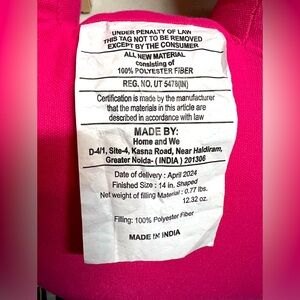 UNDER PENALTY OF LAW
THIS TAG NOT TO BE REMOVED
EXCEPT BY THE CONSUMER
ALL NEW MATERIAL
consisting of
100% POLYESTER FIBER
REG. NO. UT 5478(IN)
Certification is made by the manufacturer
that the materials in this article are
described in accordance with law
MADE BY:
Home and We
D-4/1, Site-4, Kasna Road, Near Haldiram,
Greater Noida- ( INDIA ) 201306
Date of delivery : April 2024
Finished Size : 14 in. Shaped
Net weight of filling Material : 0.77 lbs.
12.32 oz.
Filling: 100% Polyester Fiber
MADE IN INDIA